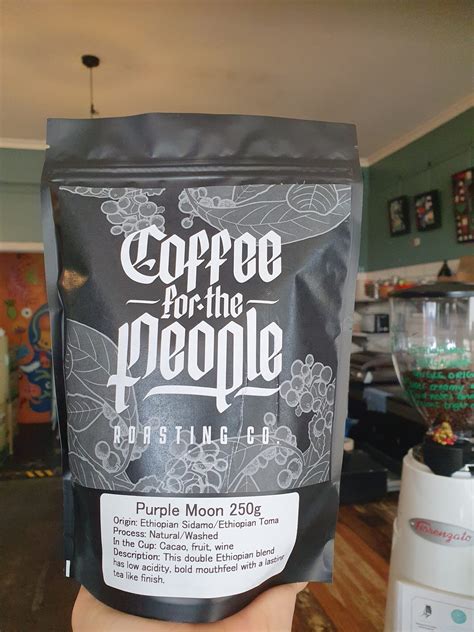 Coffee
for the
People
ROASTING CO.
Purple Moon 250g
Origin: Ethiopian Sidamo/Ethiopian Toma
Process: Natural/Washed
In the Cup: Cacao, fruit, wine
Description: This double Ethiopian blend
has low acidity, bold mouthfeel with a lasting
tea like finish.
Fiorenzato